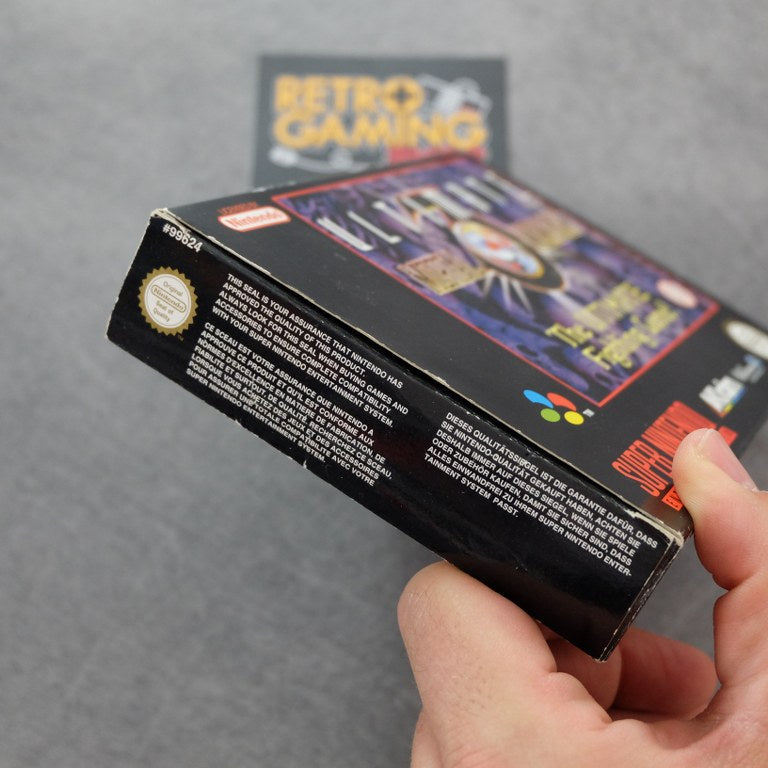 RETRO
GAMING
Nintendo
ULTIMATE
The
Fighting Game!
SUPER NINTENDO
#99624
Original
Nintendo
Seal of
Quality
THIS SEAL IS YOUR ASSURANCE THAT NINTENDO HAS
APPROVED THE QUALITY OF THIS PRODUCT.
ALWAYS LOOK FOR THIS SEAL WHEN BUYING GAMES AND
ACCESSORIES TO ENSURE COMPLETE COMPATIBILITY
WITH YOUR SUPER NINTENDO ENTERTAINMENT SYSTEM.
CE SCEAU EST VOTRE ASSURANCE QUE NINTENDO A
APPROUVE CE PRODUIT ET QU'IL EST CONFORME AUX
NORMES D'EXCELLENCE EN MATIERE DE FABRICATION, DE
FIABILITE ET SURTOUT, DE QUALITE. RECHERCHEZ CE SCEAU,
LORSQUE VOUS ACHETEZ DES JEUX ET DES ACCESSOIRES
POUR ASSURER UNE TOTALE COMPATIBILITE AVEC VOTRE
SUPER NINTENDO ENTERTAINMENT SYSTEM.
DIESES QUALITÄTSSIEGEL IST DIE GARANTIE DAFÜR, DASS
SIE NINTENDO-QUALITÄT GEKAUFT HABEN. ACHTEN SIE
DESHALB IMMER AUF DIESES SIEGEL, WENN SIE SPIELE
ODER ZUBEHÖR KAUFEN, DAMIT SIE SICHER SIND, DASS
ALLES EINWANDFREI ZU IHREM SUPER NINTENDO ENTER-
TAINMENT SYSTEM PASST.